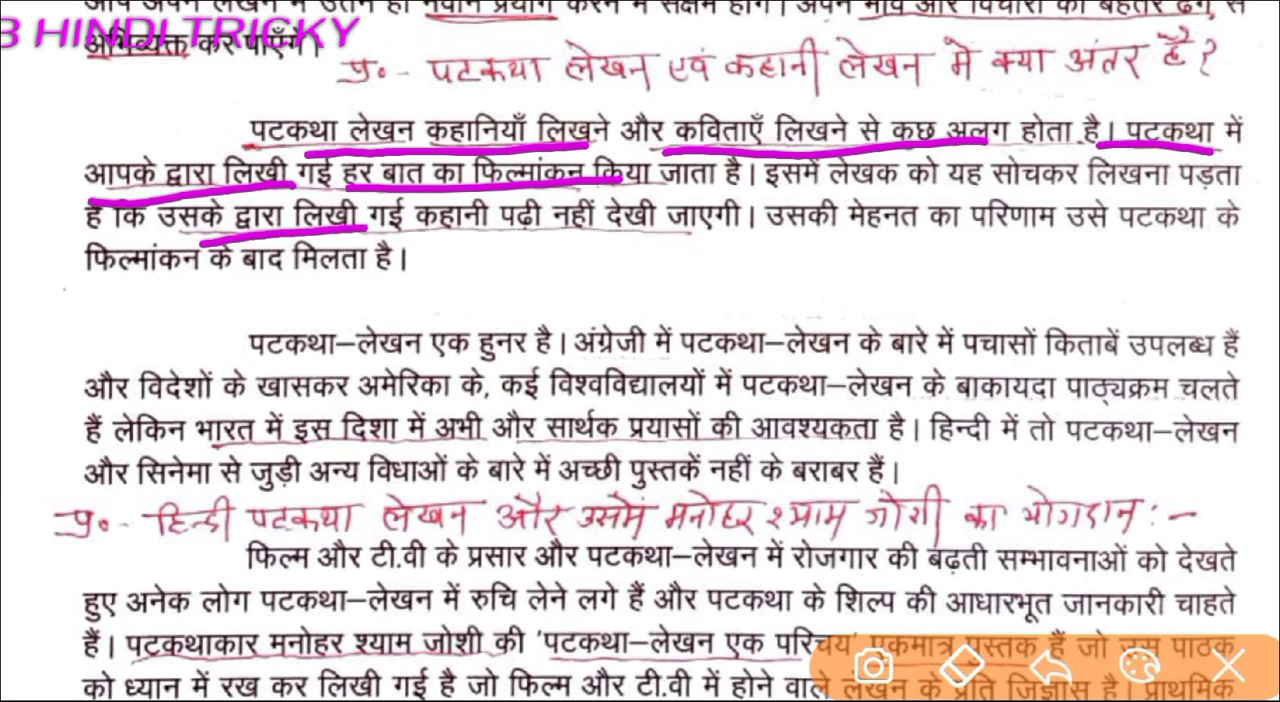 आप अपने लेखन में उतने ही नवीन प्रयोग करने में सक्षम होंगे। अपने भाव और विचारों को बेहतर ढंग से
B HINDI TRICKY
अभिव्यक्त कर पाएँगे।
प्र०- पटकथा लेखन एवं कहानी लेखन में क्या अंतर है?
पटकथा लेखन कहानियाँ लिखने और कविताएँ लिखने से कुछ अलग होता है। पटकथा में
आपके द्वारा लिखी गई हर बात का फिल्मांकन किया जाता है। इसमें लेखक को यह सोचकर लिखना पड़ता
है कि उसके द्वारा लिखी गई कहानी पढ़ी नहीं देखी जाएगी। उसकी मेहनत का परिणाम उसे पटकथा के
फिल्मांकन के बाद मिलता है।
पटकथा–लेखन एक हुनर है। अंग्रेजी में पटकथा–लेखन के बारे में पचासों किताबें उपलब्ध हैं
और विदेशों के खासकर अमेरिका के, कई विश्वविद्यालयों में पटकथा–लेखन के बाकायदा पाठ्यक्रम चलते
हैं लेकिन भारत में इस दिशा में अभी और सार्थक प्रयासों की आवश्यकता है। हिन्दी में तो पटकथा–लेखन
और सिनेमा से जुड़ी अन्य विधाओं के बारे में अच्छी पुस्तकें नहीं के बराबर हैं।
प्र०- हिन्दी पटकथा लेखन और उसमें मनोहर श्याम जोशी का योगदान:-
फिल्म और टी.वी के प्रसार और पटकथा–लेखन में रोजगार की बढ़ती सम्भावनाओं को देखते
हुए अनेक लोग पटकथा–लेखन में रुचि लेने लगे हैं और पटकथा के शिल्प की आधारभूत जानकारी चाहते
हैं। पटकथाकार मनोहर श्याम जोशी की 'पटकथा–लेखन एक परिचय' एकमात्र पुस्तक हैं जो उस पाठक
को ध्यान में रख कर लिखी गई है जो फिल्म और टी.वी में होने वाले लेखन के प्रति जिज्ञासु है। प्राथमिक